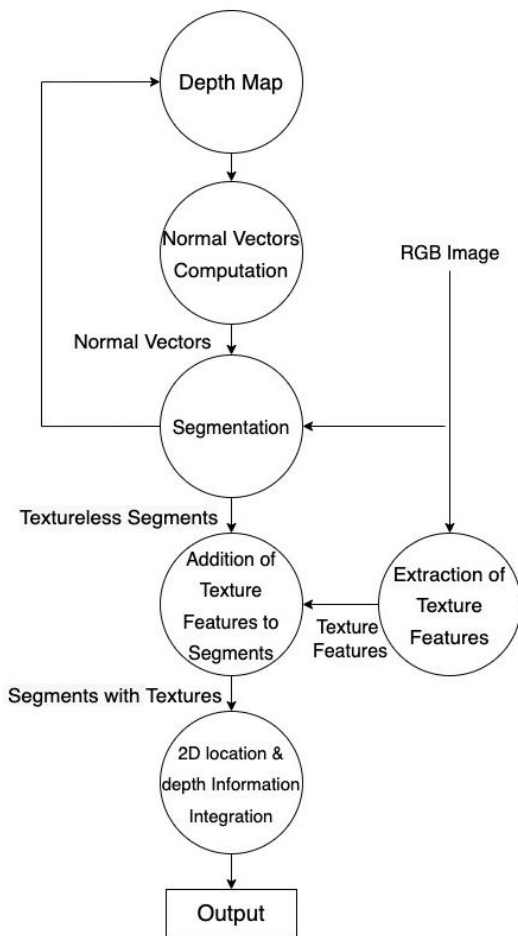 Depth Map
Normal Vectors
Computation
RGB Image
Normal Vectors
Segmentation
Textureless Segments
Addition of
Texture
Features to
Segments
Extraction of
Texture
Features
Texture
Features
Segments with Textures
2D location &
depth Information
Integration
Output